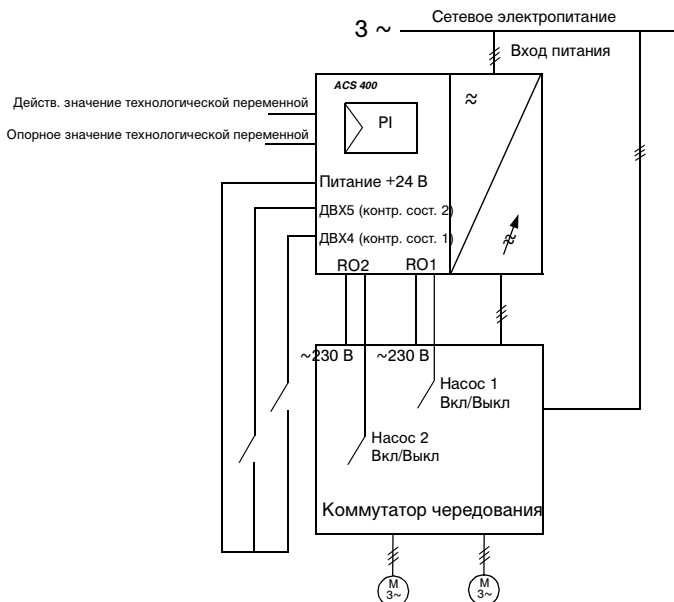 Сетевое электропитание
3 ~
Вход питания
ACS 400
≂
Действ. значение технологической переменной
PI
Опорное значение технологической переменной
Питание +24 В
ДВХ5 (контр. сост. 2)
ДВХ4 (контр. сост. 1)
≂
RO2
RO1
~230 В
~230 В
Насос 1
Вкл/Выкл
Насос 2
Вкл/Выкл
Коммутатор чередования
М
3~
М
3~